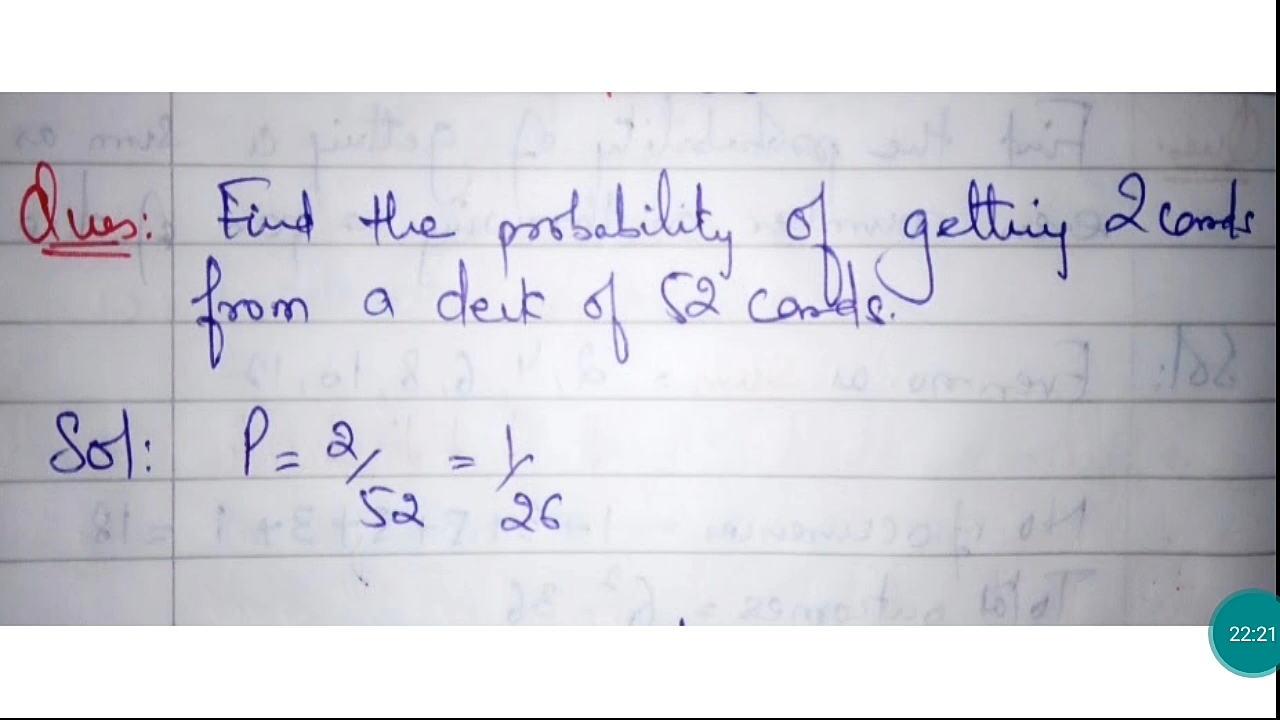 Ques: Find the probability of getting 2 cards
from a deck of 52 cards.
Sol: P = 2/52 = 1/26
22:21